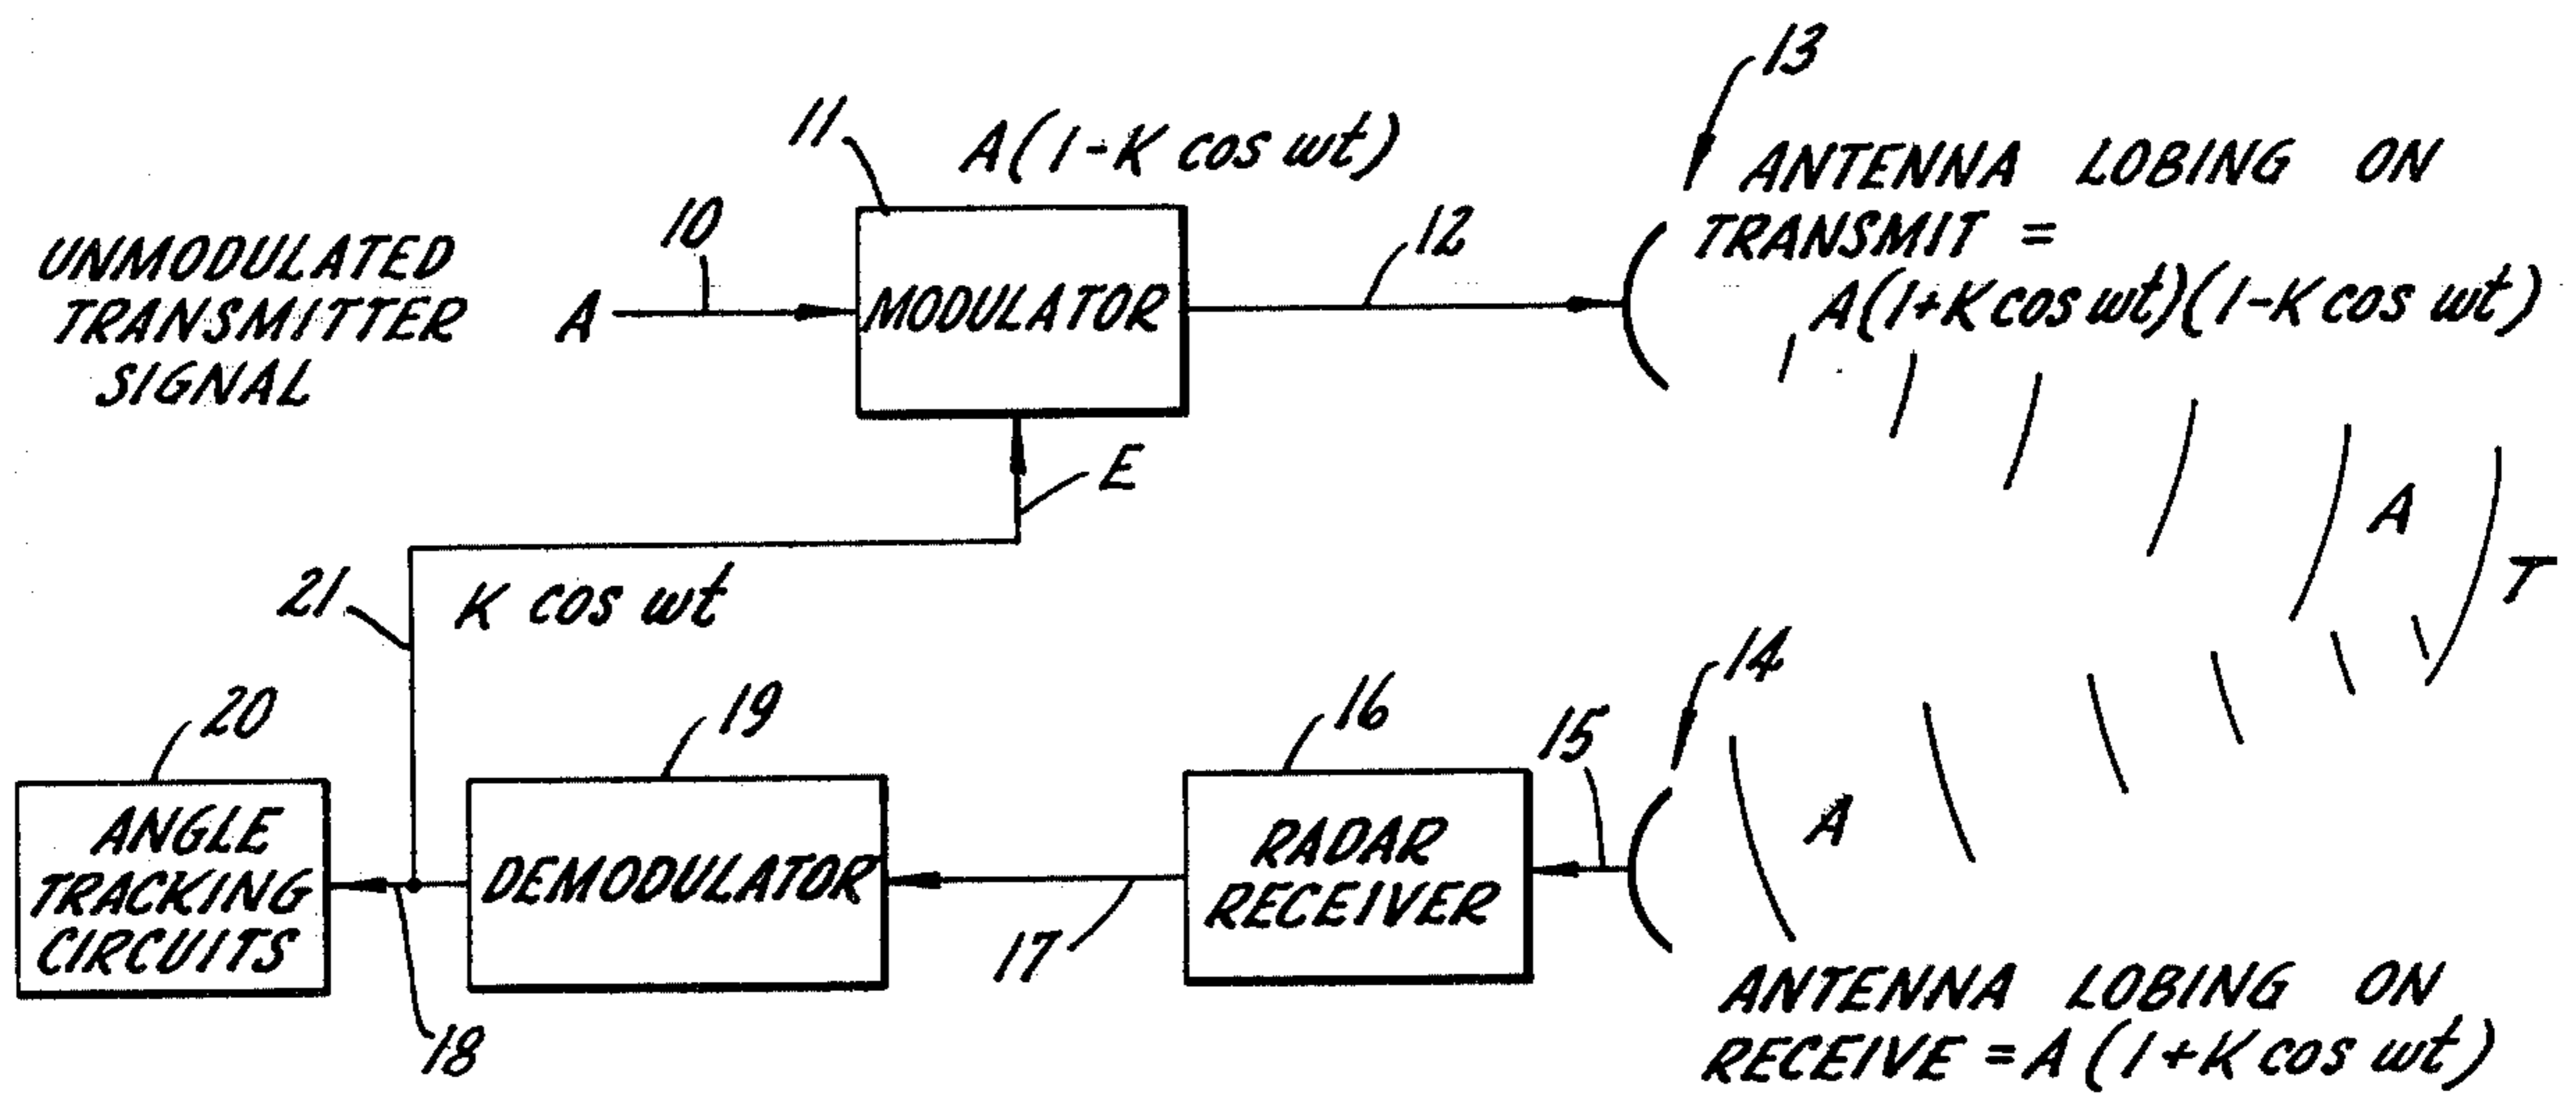 13
11
A(1-K cos wt)
ANTENNA LOBING ON
TRANSMIT =
A(1+K cos wt)(1-K cos wt)
10
12
UNMODULATED
TRANSMITTER
SIGNAL
A
MODULATOR
E
A
T
21
K cos wt
14
20
19
16
15
A
ANGLE
TRACKING
CIRCUITS
DEMODULATOR
RADAR
RECEIVER
17
18
ANTENNA LOBING ON
RECEIVE = A (1+K cos wt)